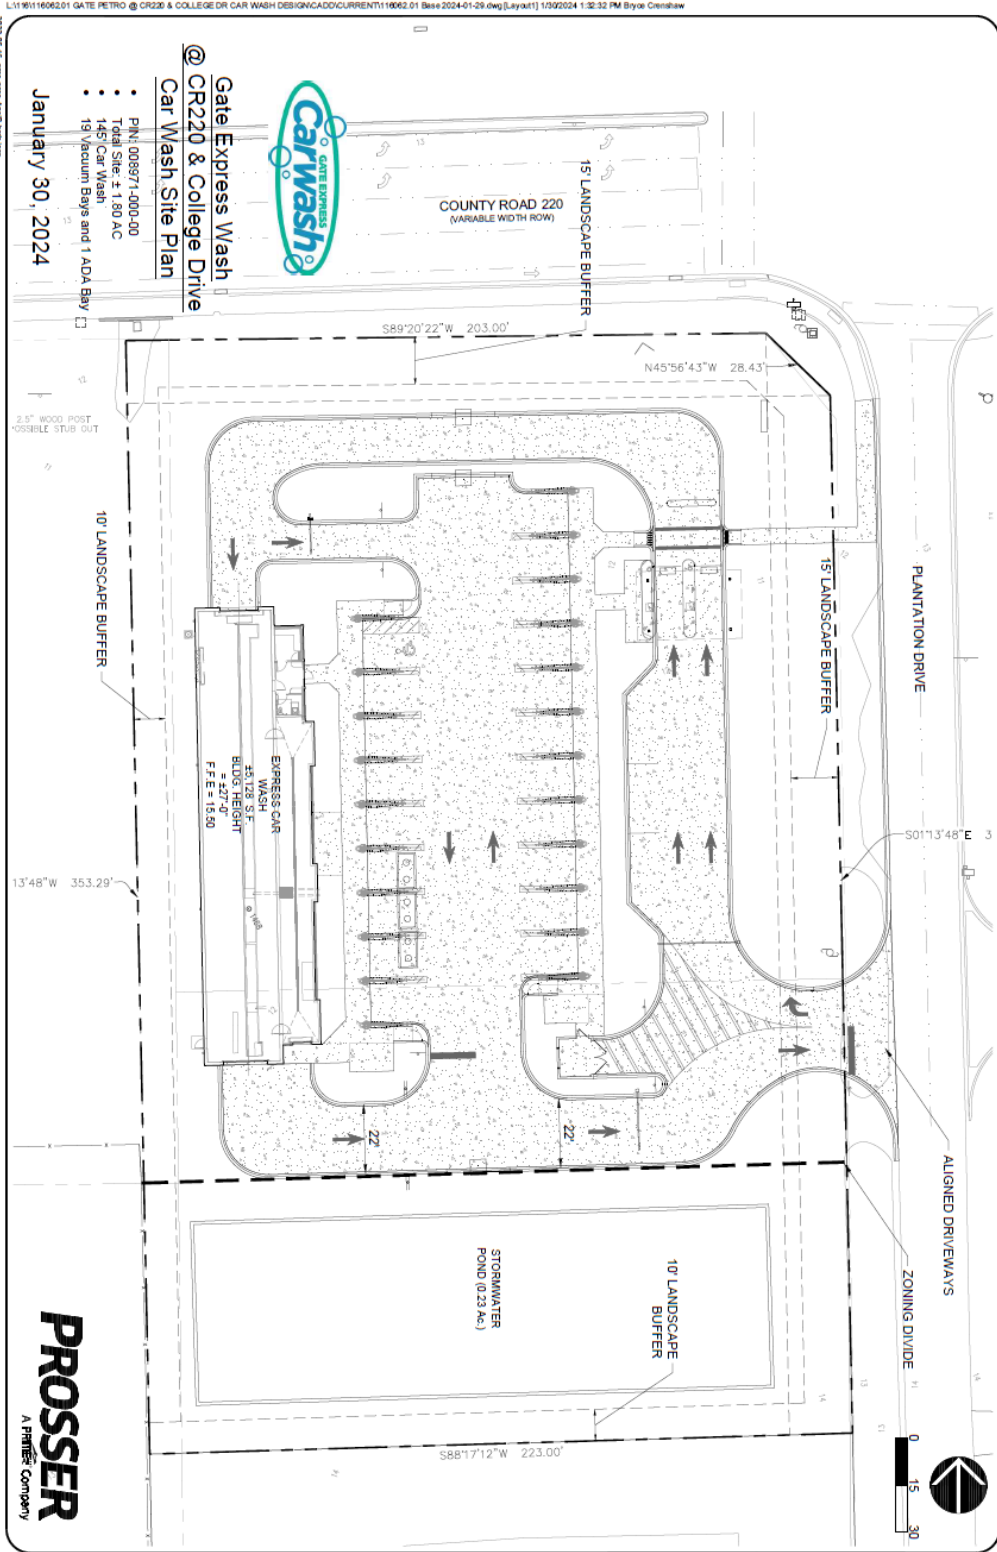 L:\116\116062.01 GATE PETRO @ CR220 & COLLEGE DR CAR WASH DESIGN\CADD\CURRENT\116062.01 Base 2024-01-29.dwg[Layout1] 1/30/2024 1:32:32 PM Bryce Crenshaw
GATE EXPRESS
Carwash
Gate Express Wash
@ CR220 & College Drive
Car Wash Site Plan
• PIN: 008971-000-00
• Total Site: ± 1.80 AC
• 145' Car Wash
• 19 Vacuum Bays and 1 ADA Bay
January 30, 2024
COUNTY ROAD 220
(VARIABLE WIDTH ROW)
15' LANDSCAPE BUFFER
S89°20'22"W 203.00'
N45°56'43"W 28.43'
2.5" WOOD POST
OSSIBLE STUB OUT
10' LANDSCAPE BUFFER
15' LANDSCAPE BUFFER
PLANTATION DRIVE
S01°13'48"E 3
13'48"W 353.29'
EXPRESS CAR
WASH
±5,128 S.F.
BLDG. HEIGHT
= ±27'-0"
F.F.E = 15.50
22'
22'
ALIGNED DRIVEWAYS
ZONING DIVIDE
STORMWATER
POND (0.23 Ac.)
10' LANDSCAPE
BUFFER
S88°17'12"W 223.00'
0 15 30
PROSSER
A PRIME Company